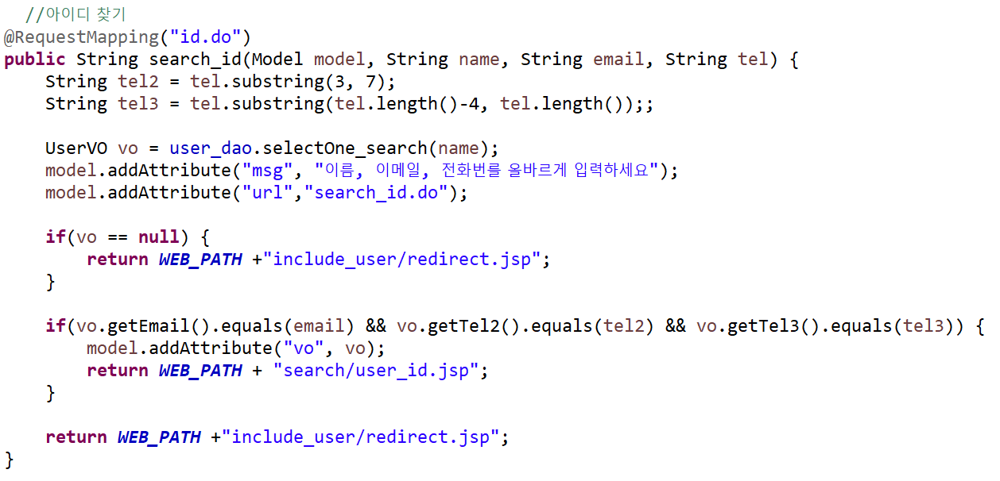 //아이디 찾기
@RequestMapping("id.do")
public String search_id(Model model, String name, String email, String tel) {
String tel2 = tel.substring(3, 7);
String tel3 = tel.substring(tel.length()-4, tel.length());;
UserVO vo = user_dao.selectOne_search(name);
model.addAttribute("msg", "이름, 이메일, 전화번를 올바르게 입력하세요");
model.addAttribute("url","search_id.do");
if(vo == null) {
return WEB_PATH +"include_user/redirect.jsp";
}
if(vo.getEmail().equals(email) && vo.getTel2().equals(tel2) && vo.getTel3().equals(tel3)) {
model.addAttribute("vo", vo);
return WEB_PATH + "search/user_id.jsp";
}
return WEB_PATH +"include_user/redirect.jsp";
}